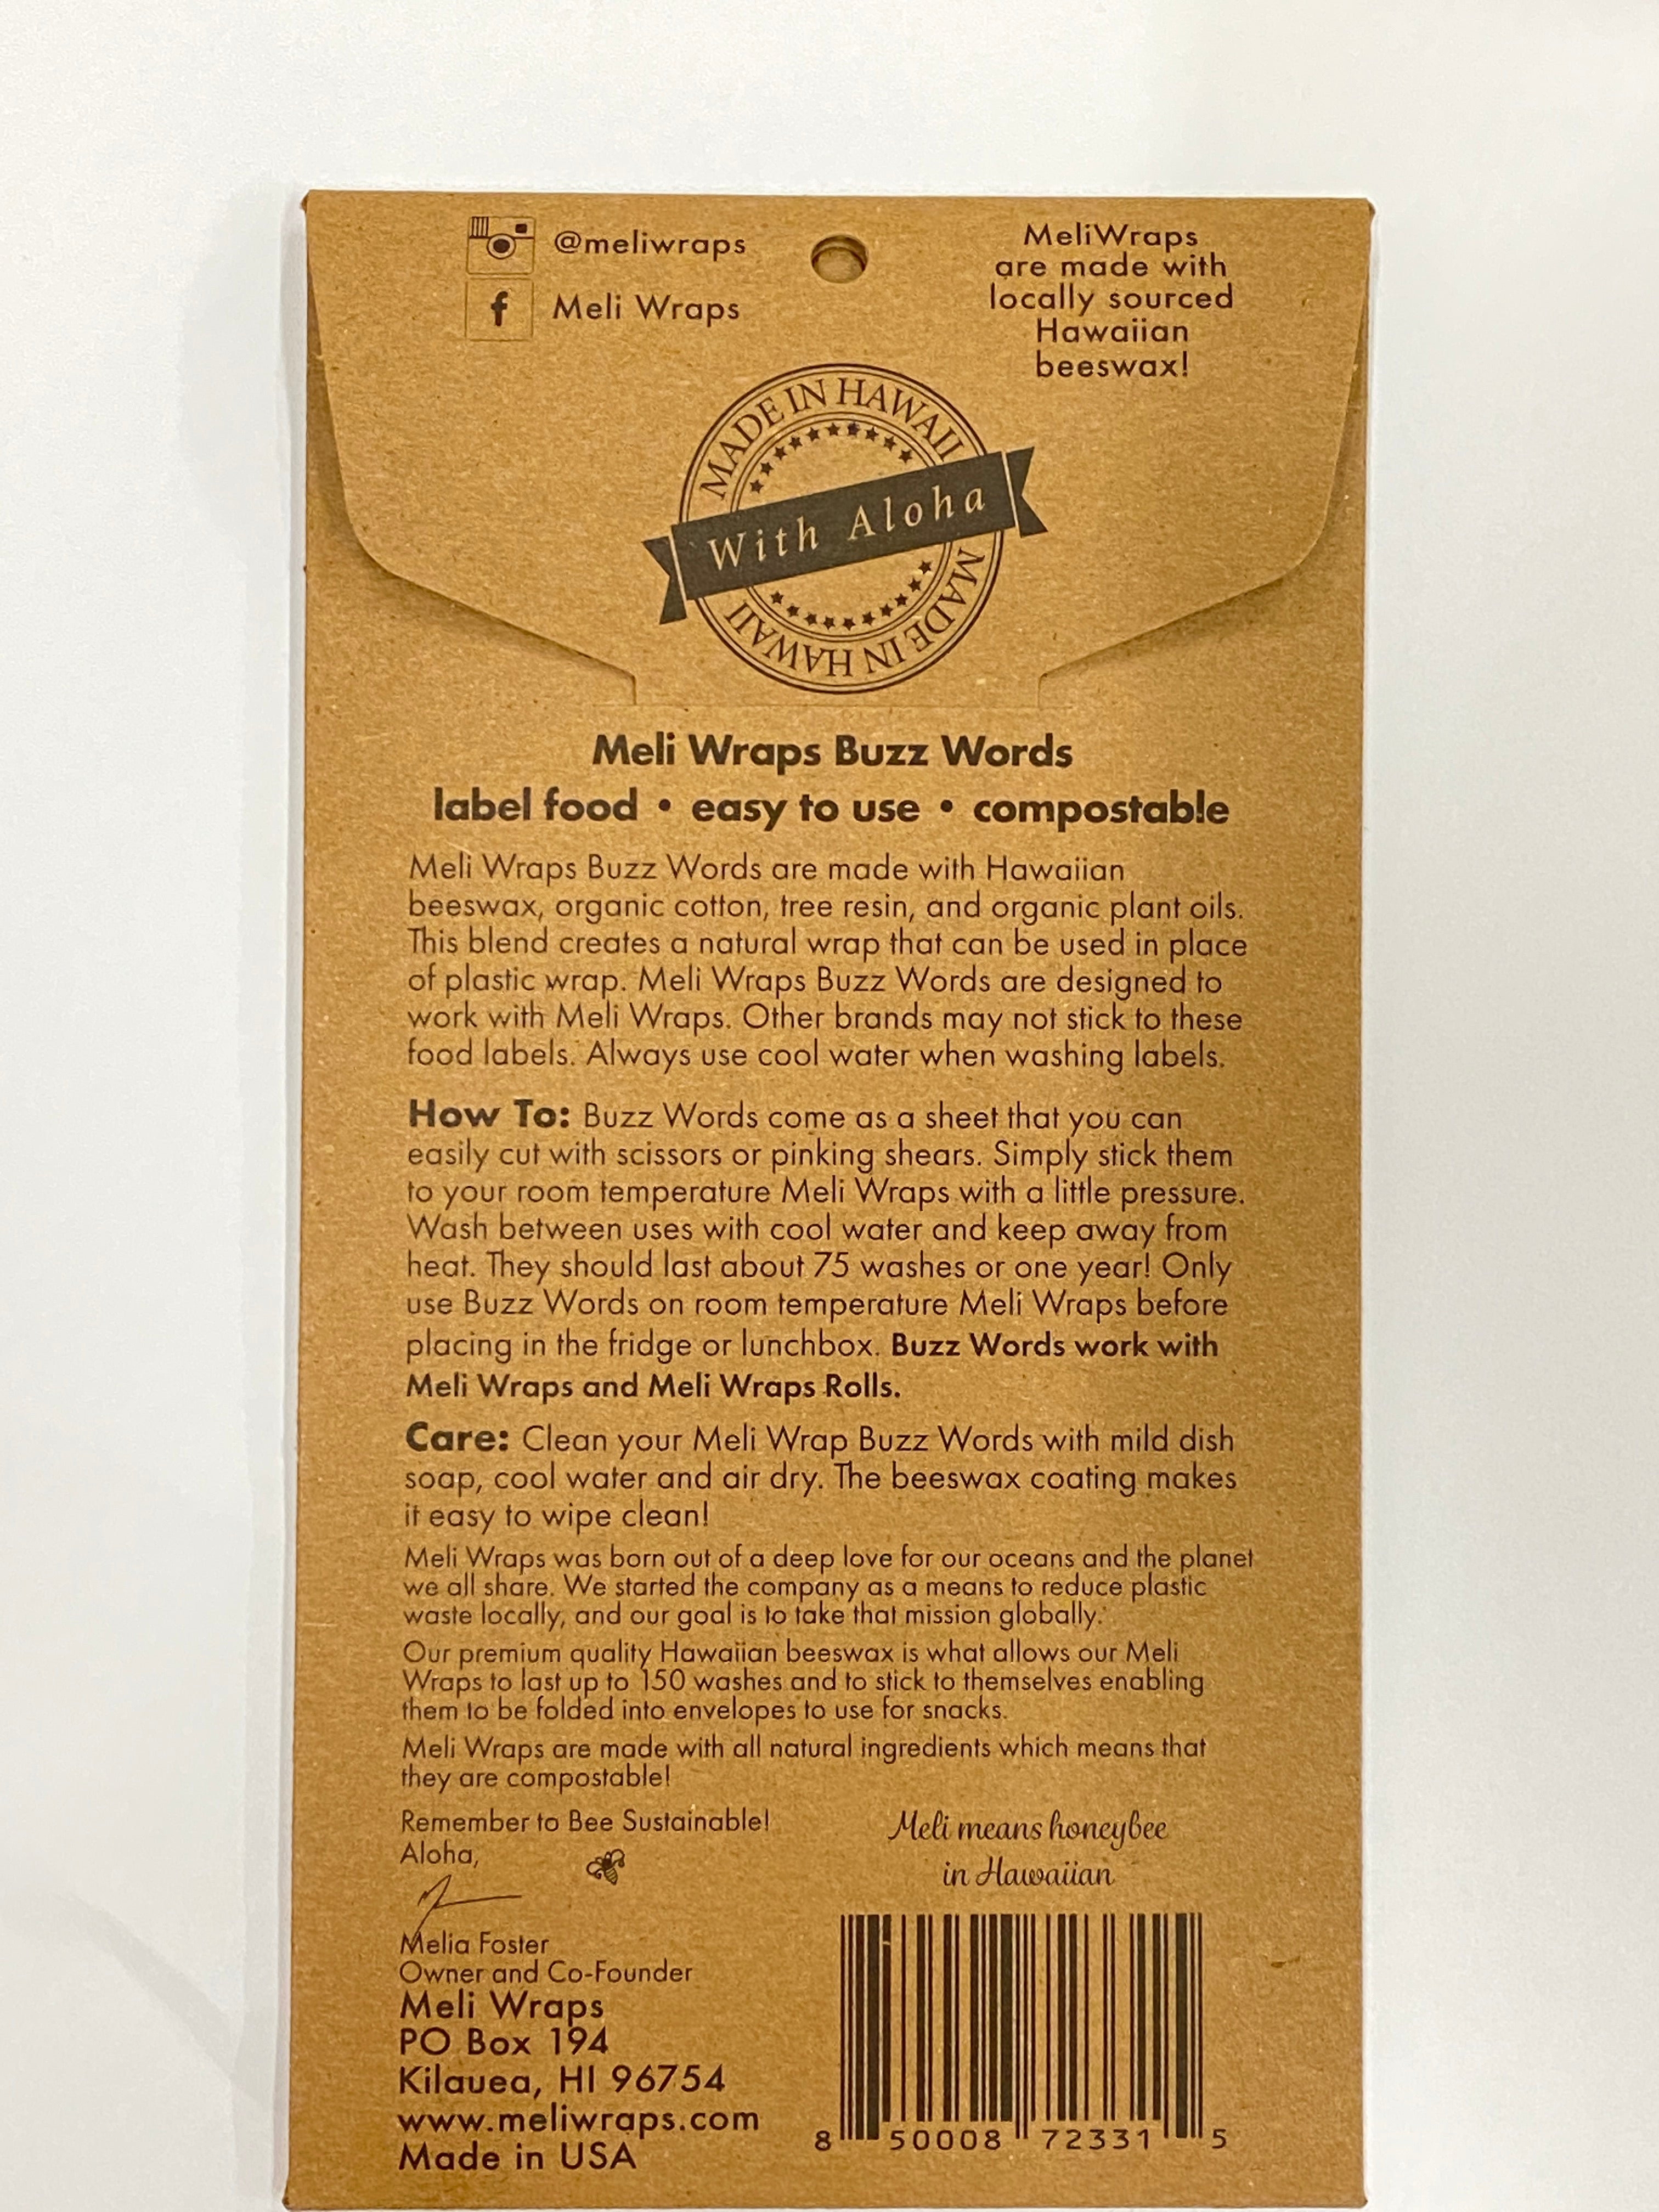 @meliwraps
Meli Wraps
MeliWraps
are made with
locally sourced
Hawaiian
beeswax!
MADE IN HAWAII
With Aloha
MADE IN HAWAII
Meli Wraps Buzz Words
label food • easy to use • compostable
Meli Wraps Buzz Words are made with Hawaiian
beeswax, organic cotton, tree resin, and organic plant oils.
This blend creates a natural wrap that can be used in place
of plastic wrap. Meli Wraps Buzz Words are designed to
work with Meli Wraps. Other brands may not stick to these
food labels. Always use cool water when washing labels.
How To: Buzz Words come as a sheet that you can
easily cut with scissors or pinking shears. Simply stick them
to your room temperature Meli Wraps with a little pressure.
Wash between uses with cool water and keep away from
heat. They should last about 75 washes or one year! Only
use Buzz Words on room temperature Meli Wraps before
placing in the fridge or lunchbox. Buzz Words work with
Meli Wraps and Meli Wraps Rolls.
Care: Clean your Meli Wrap Buzz Words with mild dish
soap, cool water and air dry. The beeswax coating makes
it easy to wipe clean!
Meli Wraps was born out of a deep love for our oceans and the planet
we all share. We started the company as a means to reduce plastic
waste locally, and our goal is to take that mission globally.
Our premium quality Hawaiian beeswax is what allows our Meli
Wraps to last up to 150 washes and to stick to themselves enabling
them to be folded into envelopes to use for snacks.
Meli Wraps are made with all natural ingredients which means that
they are compostable!
Remember to Bee Sustainable!
Aloha,
Melia Foster
Owner and Co-Founder
Meli Wraps
PO Box 194
Kilauea, HI 96754
www.meliwraps.com
Made in USA
Meli means honeybee
in Hawaiian
8 50008 72331 5